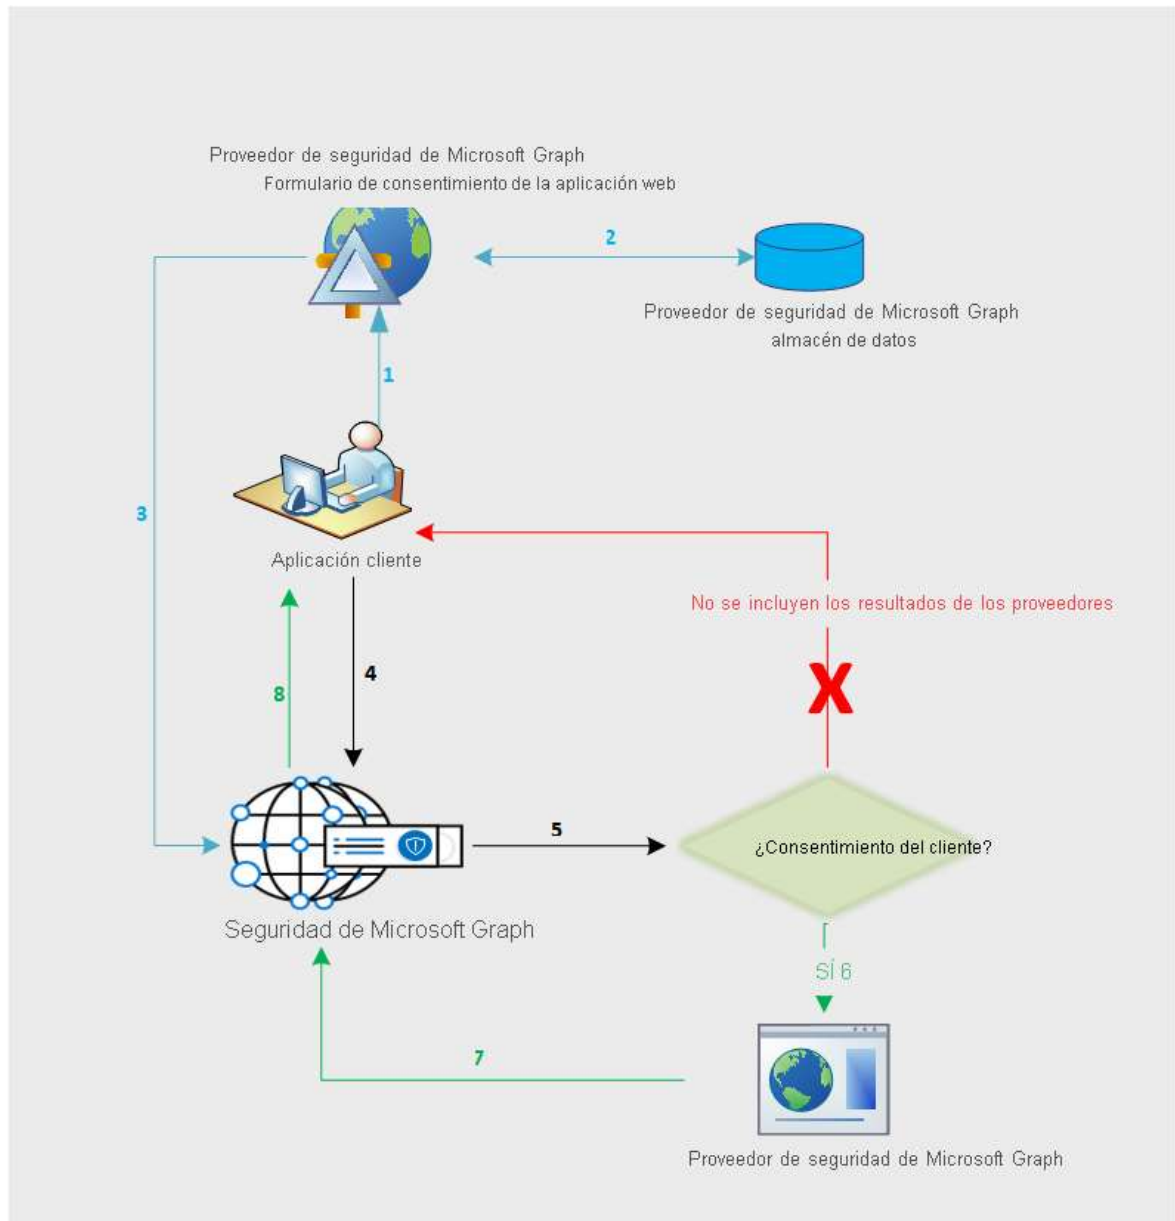 Proveedor de seguridad de Microsoft Graph
Formulario de consentimiento de la aplicación web
2
Proveedor de seguridad de Microsoft Graph
almacén de datos
1
3
Aplicación cliente
No se incluyen los resultados de los proveedores
4
8
X
5
¿Consentimiento del cliente?
Seguridad de Microsoft Graph
SÍ 6
7
Proveedor de seguridad de Microsoft Graph